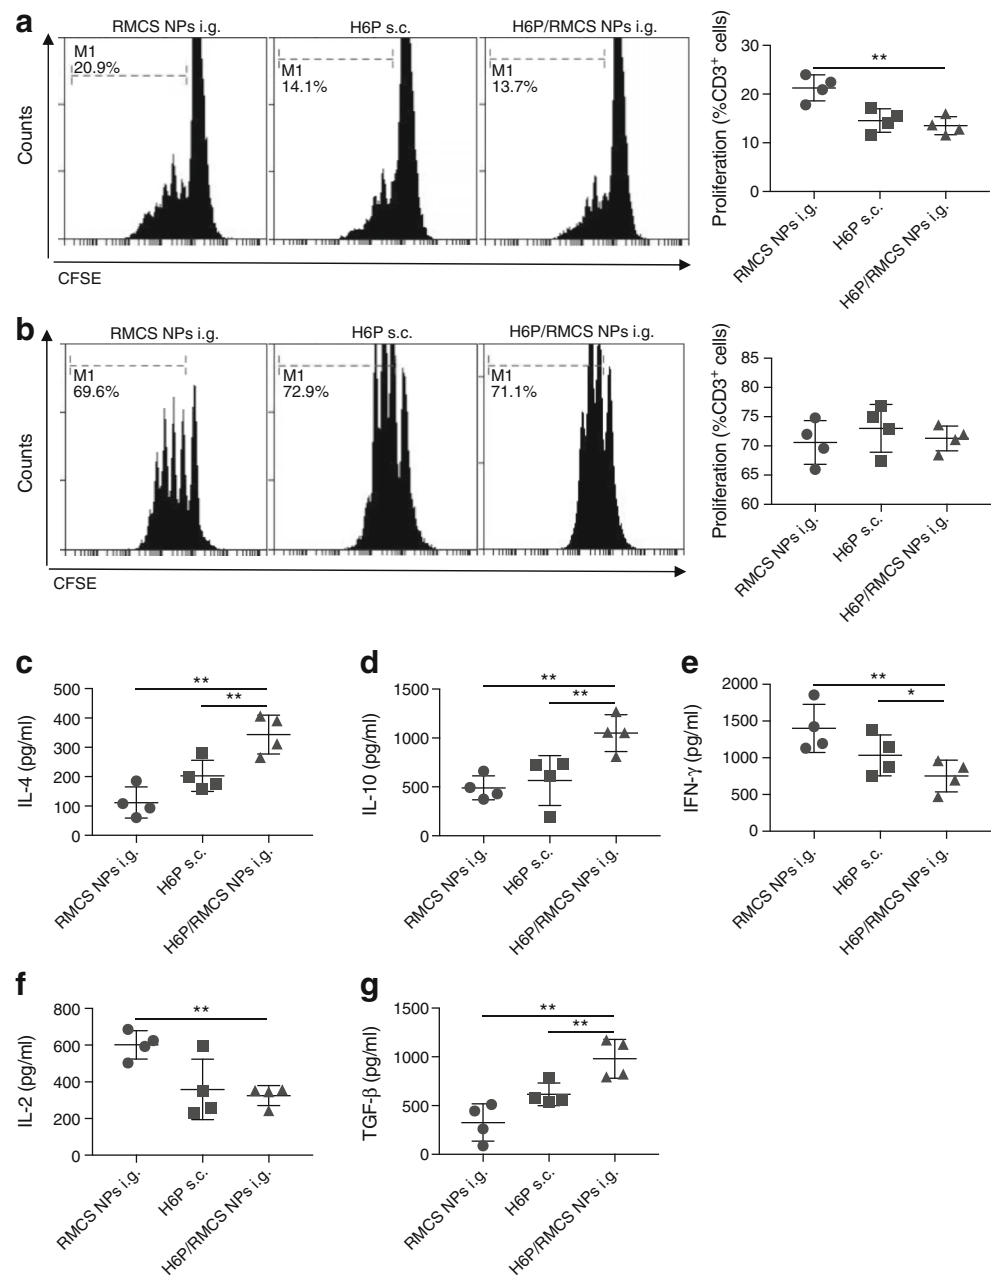 a
RMCS NPs i.g.
H6P s.c.
H6P/RMCS NPs i.g.
M1
20.9%
M1
14.1%
M1
13.7%
Counts
CFSE
Proliferation (%CD3+ cells)
30
20
10
0
**
RMCS NPs i.g.
H6P s.c.
H6P/RMCS NPs i.g.
b
RMCS NPs i.g.
H6P s.c.
H6P/RMCS NPs i.g.
M1
69.6%
M1
72.9%
M1
71.1%
Counts
CFSE
Proliferation (%CD3+ cells)
85
80
75
70
65
60
RMCS NPs i.g.
H6P s.c.
H6P/RMCS NPs i.g.
c
IL-4 (pg/ml)
500
400
300
200
100
0
**
**
RMCS NPs i.g.
H6P s.c.
H6P/RMCS NPs i.g.
d
IL-10 (pg/ml)
1500
1000
500
0
**
**
RMCS NPs i.g.
H6P s.c.
H6P/RMCS NPs i.g.
e
IFN-γ (pg/ml)
2000
1500
1000
500
0
**
*
RMCS NPs i.g.
H6P s.c.
H6P/RMCS NPs i.g.
f
IL-2 (pg/ml)
800
600
400
200
0
**
RMCS NPs i.g.
H6P s.c.
H6P/RMCS NPs i.g.
g
TGF-β (pg/ml)
1500
1000
500
0
**
**
RMCS NPs i.g.
H6P s.c.
H6P/RMCS NPs i.g.